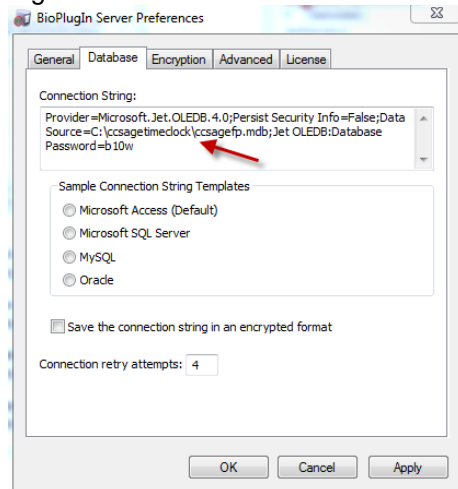 BioPlugIn Server Preferences
General Database Encryption Advanced License
Connection String:
Provider=Microsoft.Jet.OLEDB.4.0;Persist Security Info=False;Data
Source=C:\ccsagetimeclock\ccsagefp.mdb;Jet OLEDB:Database
Password=b10w
Sample Connection String Templates
Microsoft Access (Default)
Microsoft SQL Server
MySQL
Oracle
Save the connection string in an encrypted format
Connection retry attempts: 4
OK Cancel Apply